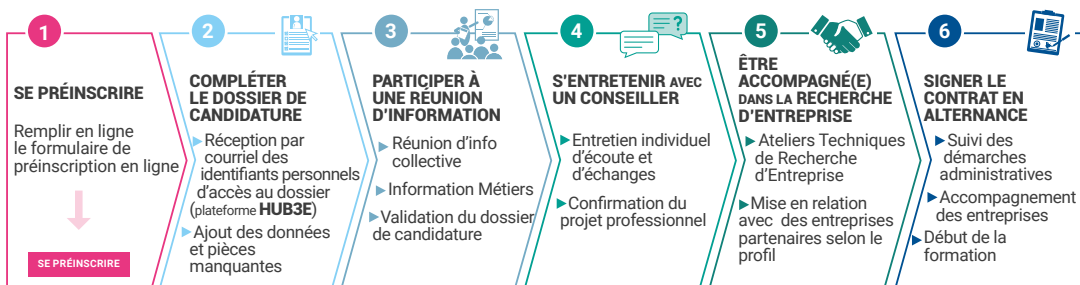 1
SE PRÉINSCRIRE
Remplir en ligne
le formulaire de
préinscription en ligne
SE PRÉINSCRIRE
2
COMPLÉTER
LE DOSSIER DE
CANDIDATURE
Réception par
courriel des
identifiants personnels
d'accès au dossier
(plateforme HUB3E)
Ajout des données
et pièces
manquantes
3
PARTICIPER À
UNE RÉUNION
D'INFORMATION
Réunion d'info
collective
Information Métiers
Validation du dossier
de candidature
4
?
S'ENTRETENIR AVEC
UN CONSEILLER
Entretien individuel
d'écoute et
d'échanges
Confirmation du
projet professionnel
5
ÊTRE
ACCOMPAGNÉ(E)
DANS LA RECHERCHE
D'ENTREPRISE
Ateliers Techniques
de Recherche
d'Entreprise
Mise en relation
avec des entreprises
partenaires selon le
profil
6
SIGNER LE
CONTRAT EN
ALTERNANCE
Suivi des
démarches
administratives
Accompagnement
des entreprises
Début de la
formation